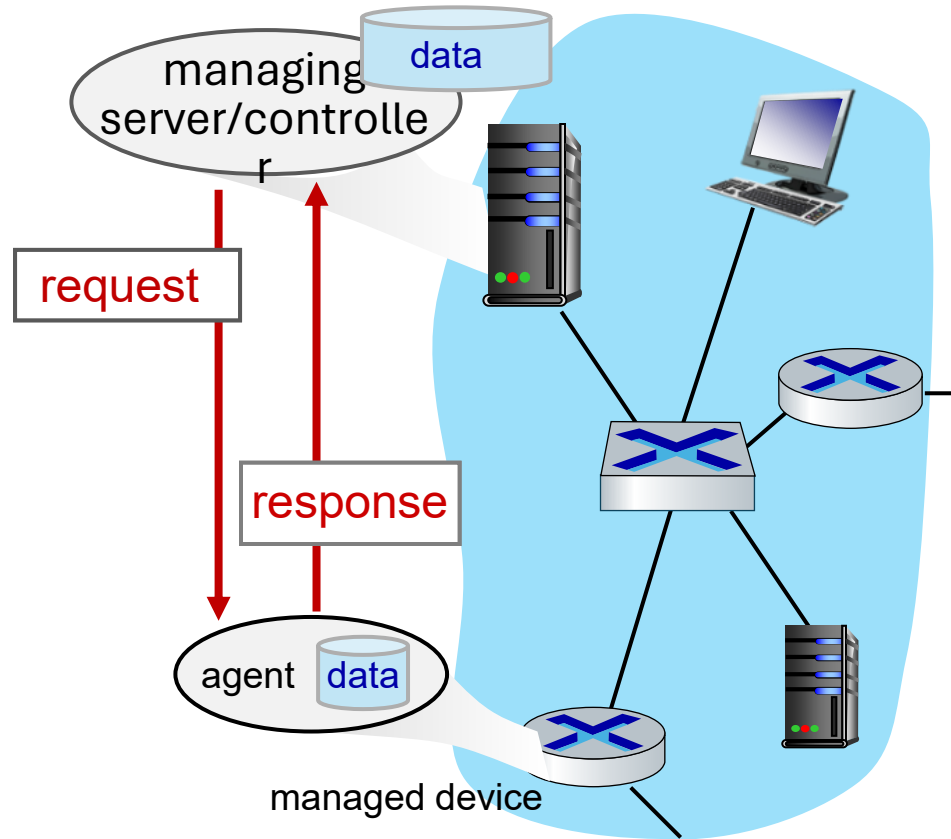 data
managing
server/controlle
r
request
response
agent
data
managed device